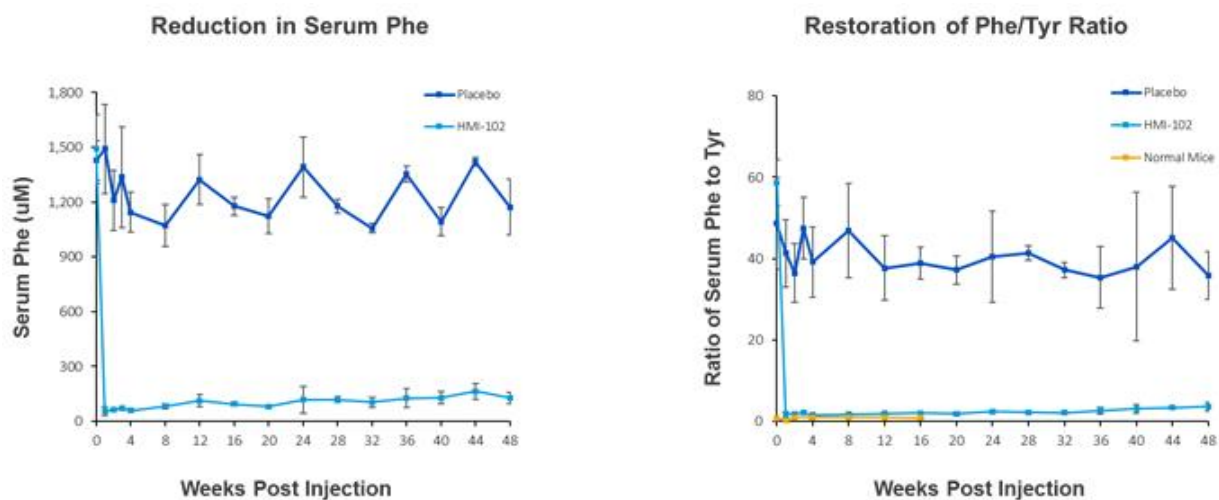 Reduction in Serum Phe
Serum Phe (uM)
1,800
1,500
1,200
900
600
300
0
Placebo
HMI-102
0 4 8 12 16 20 24 28 32 36 40 44 48
Weeks Post Injection
Restoration of Phe/Tyr Ratio
Ratio of Serum Phe to Tyr
80
60
40
20
0
Placebo
HMI-102
Normal Mice
0 4 8 12 16 20 24 28 32 36 40 44 48
Weeks Post Injection